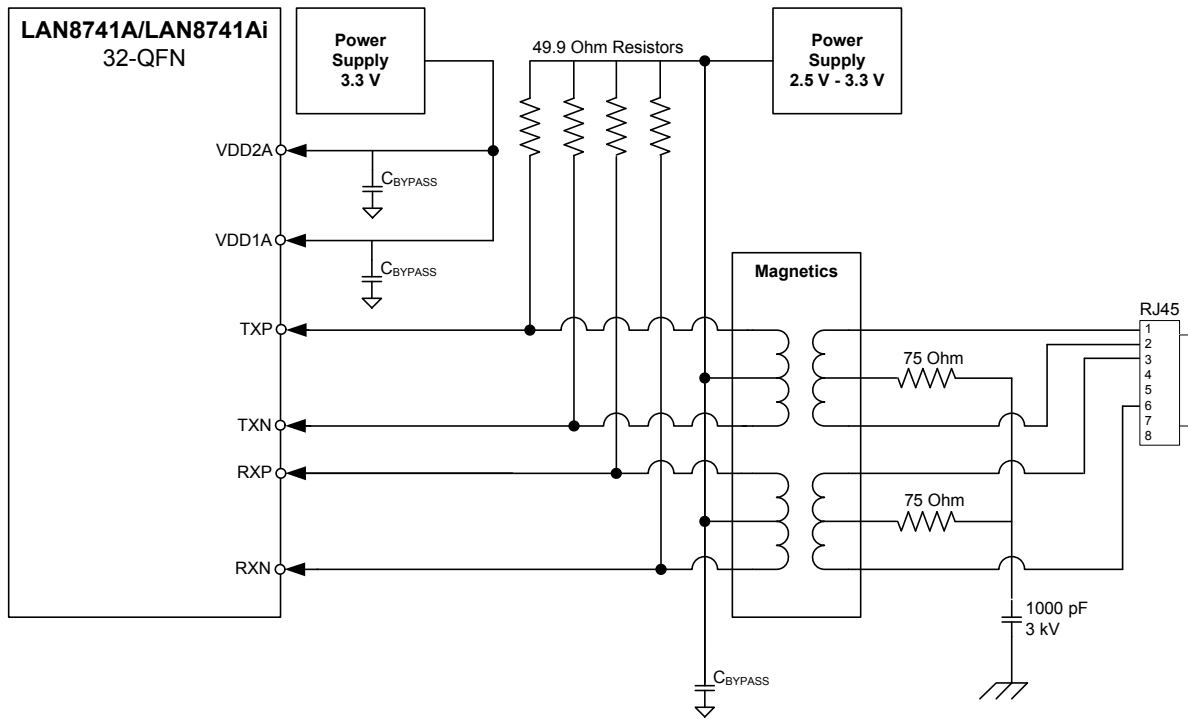 LAN8741A/LAN8741Ai
32-QFN
Power
Supply
3.3 V
49.9 Ohm Resistors
Power
Supply
2.5 V - 3.3 V
VDD2A
CBYPASS
VDD1A
CBYPASS
Magnetics
TXP
RJ45
1
2
3
4
5
6
7
8
75 Ohm
TXN
RXP
75 Ohm
RXN
1000 pF
3 kV
CBYPASS